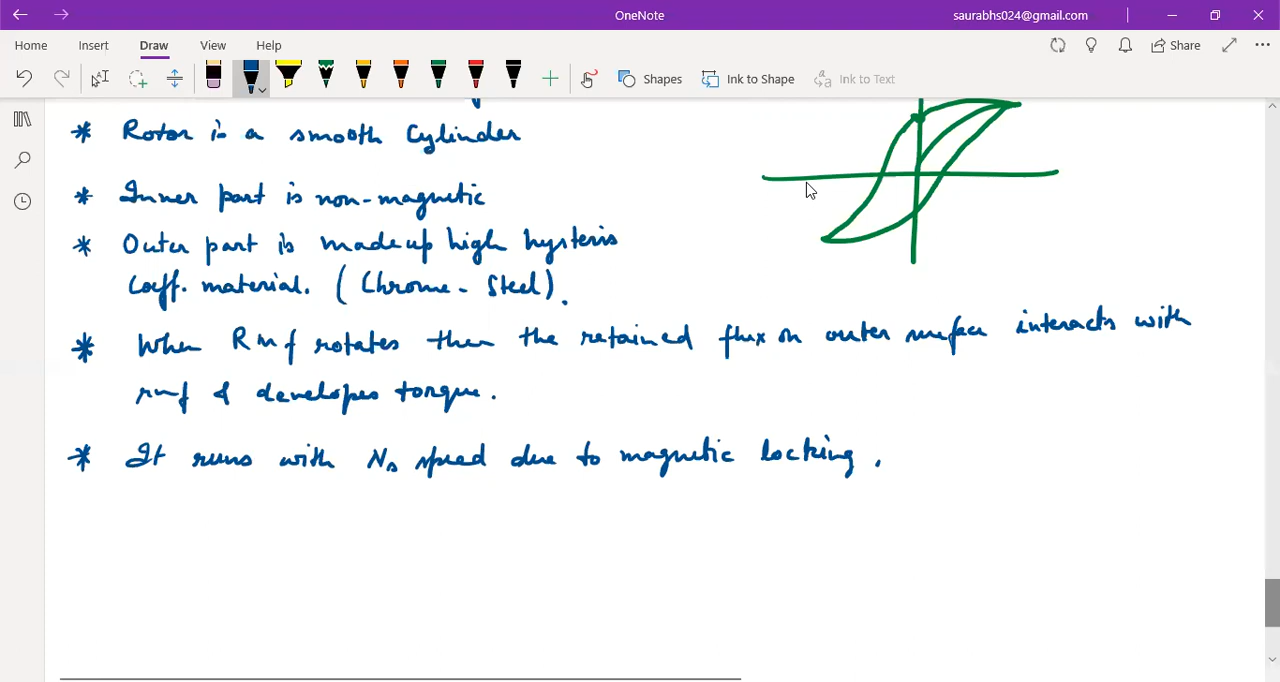 OneNote
saurabhs024@gmail.com
Home Insert Draw View Help
Share
Shapes
Ink to Shape
Ink to Text
* Rotor is a smooth Cylinder
* Inner part is non-magnetic
* Outer part is madeup high hysteris
Coeff. material. ( Chrome - Steel).
* When Rmf rotates then the retained flux on outer surface interacts with
rmf & developes torque.
* It runs with Ns speed due to magnetic locking.